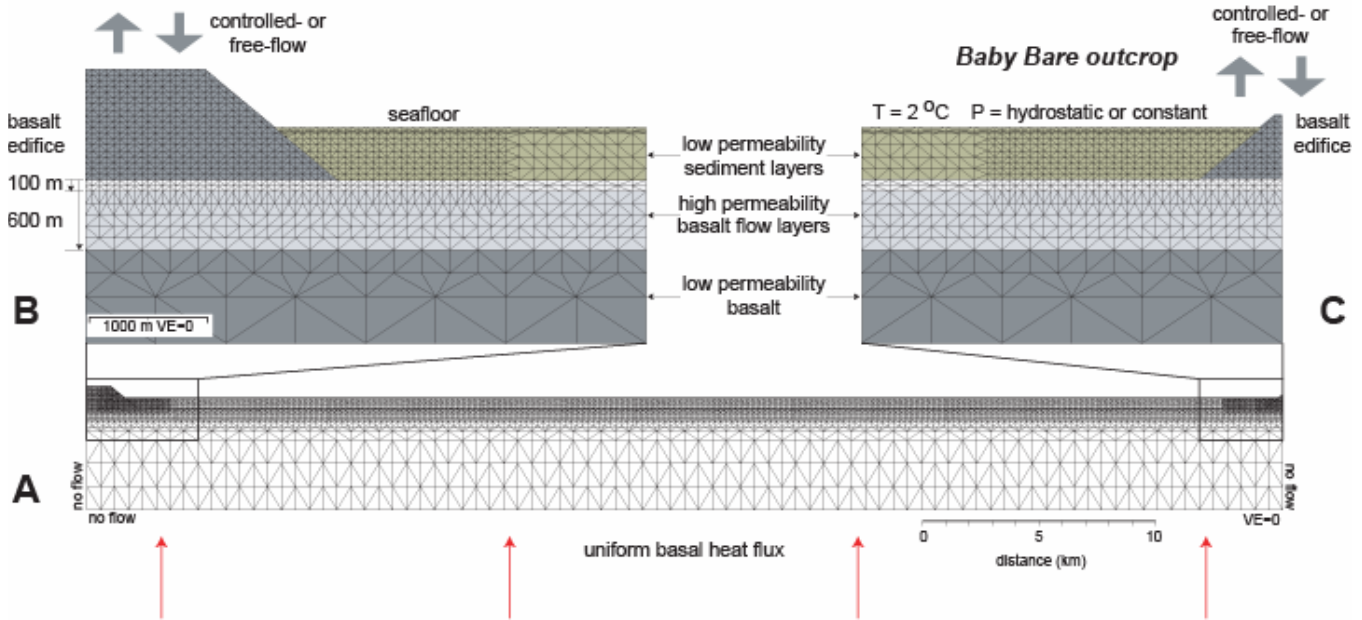 controlled- or
free-flow
controlled- or
free-flow
Baby Bare outcrop
seafloor
T = 2 °C P = hydrostatic or constant
basalt
edifice
basalt
edifice
low permeability
sediment layers
100 m
600 m
high permeability
basalt flow layers
low permeability
basalt
B
C
1000 m VE=0
A
no flow
no flow
no flow
VE=0
0 5 10
distance (km)
uniform basal heat flux